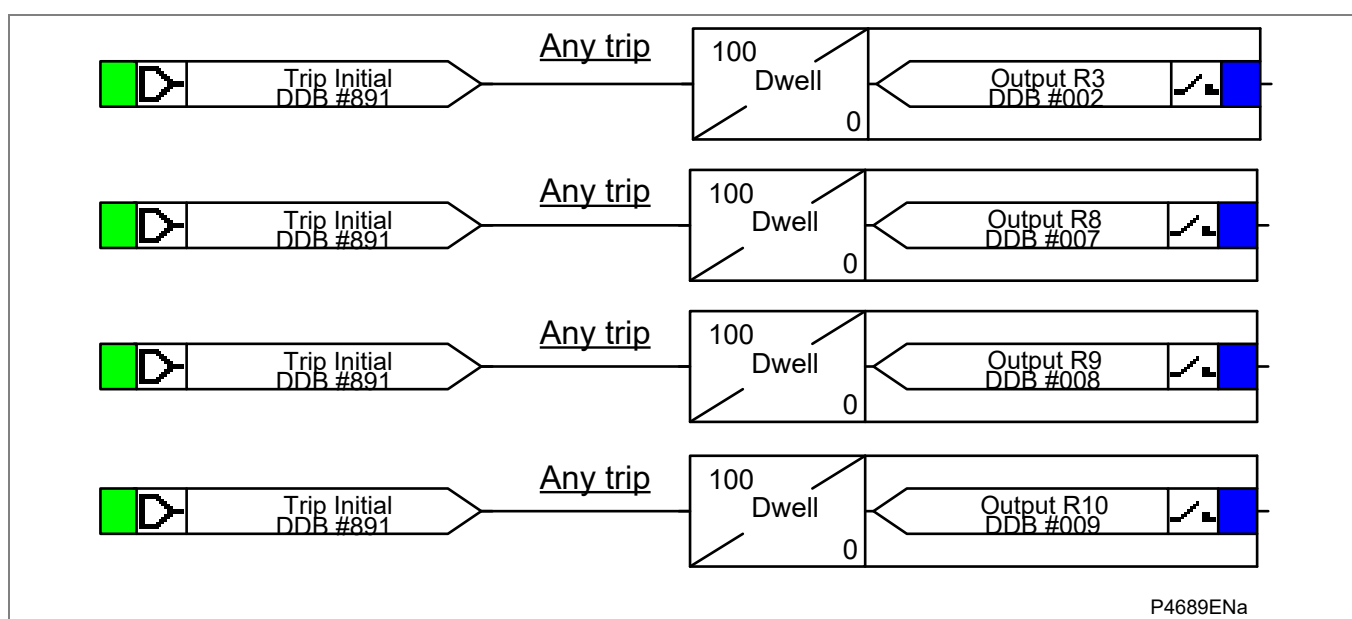 Any trip
100
Trip Initial
DDB #891
Dwell
Output R3
DDB #002
0
Any trip
100
Trip Initial
DDB #891
Dwell
Output R8
DDB #007
0
Any trip
100
Trip Initial
DDB #891
Dwell
Output R9
DDB #008
0
Any trip
100
Trip Initial
DDB #891
Dwell
Output R10
DDB #009
0
P4689ENa